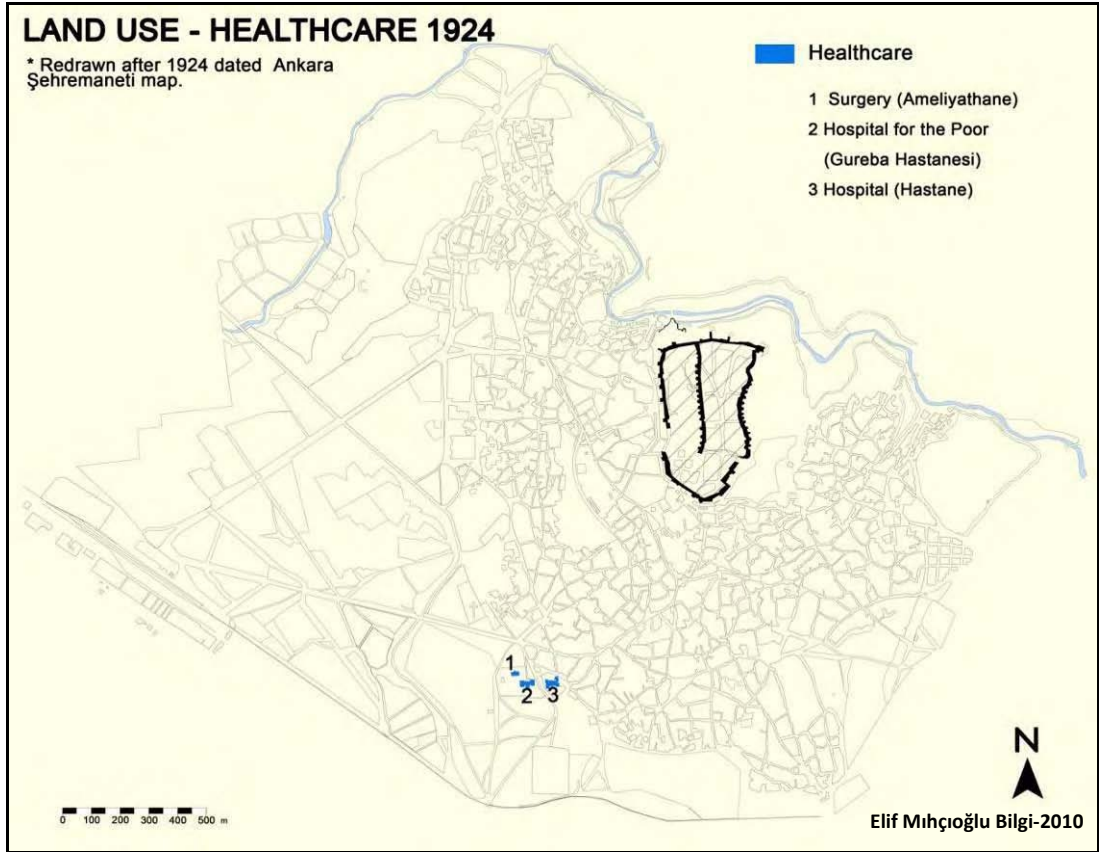 LAND USE - HEALTHCARE 1924
* Redrawn after 1924 dated Ankara
Şehremaneti map.
Healthcare
1 Surgery (Ameliyathane)
2 Hospital for the Poor
(Gureba Hastanesi)
3 Hospital (Hastane)
1
2 3
N
0 100 200 300 400 500 m
Elif Mıhçıoğlu Bilgi-2010